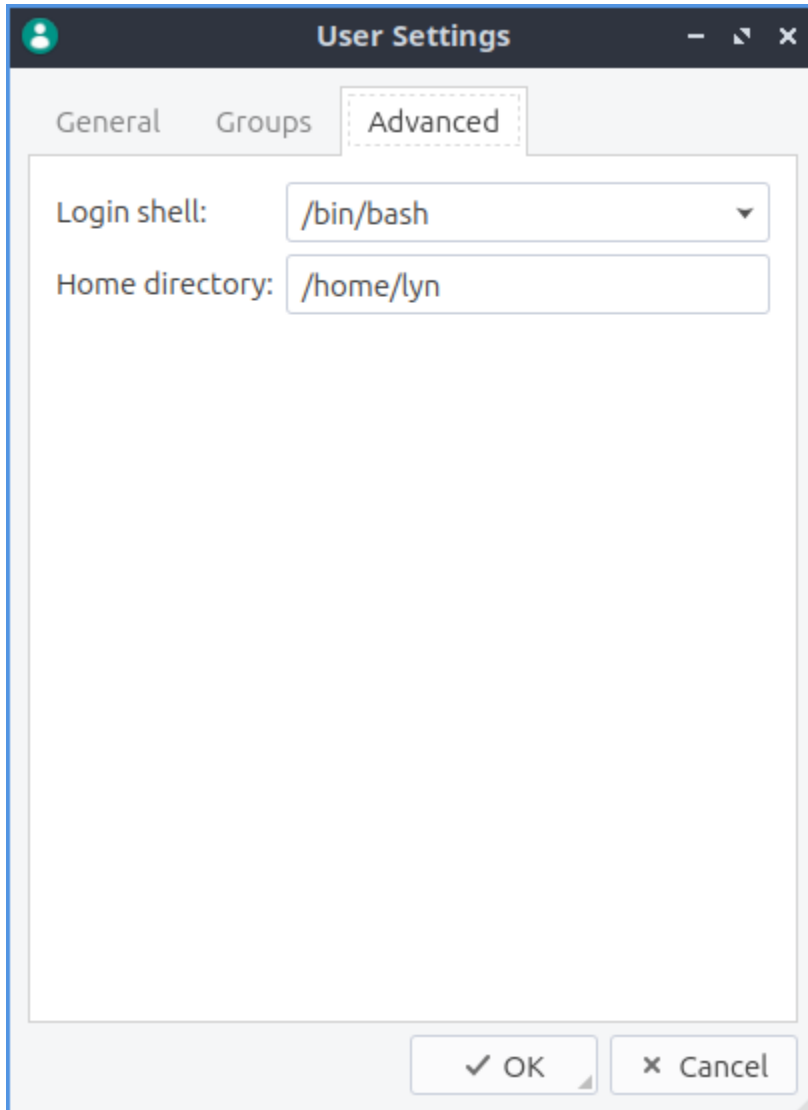 User Settings
General Groups Advanced
Login shell: /bin/bash
Home directory: /home/lyn
OK Cancel